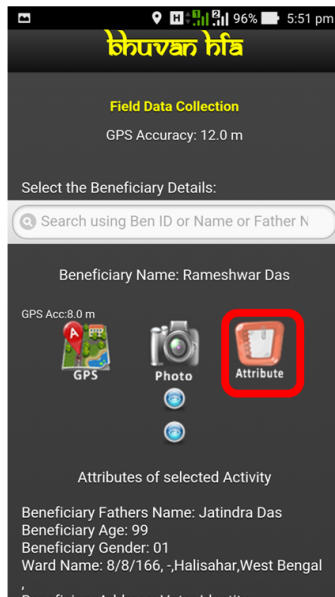 H 1 2 96% 5:51 pm
bhuvan hfa
Field Data Collection
GPS Accuracy: 12.0 m
Select the Beneficiary Details:
Search using Ben ID or Name or Father N
Beneficiary Name: Rameshwar Das
GPS Acc:8.0 m
A
GPS Photo Attribute
Attributes of selected Activity
Beneficiary Fathers Name: Jatindra Das
Beneficiary Age: 99
Beneficiary Gender: 01
Ward Name: 8/8/166, -,Halisahar,West Bengal
,